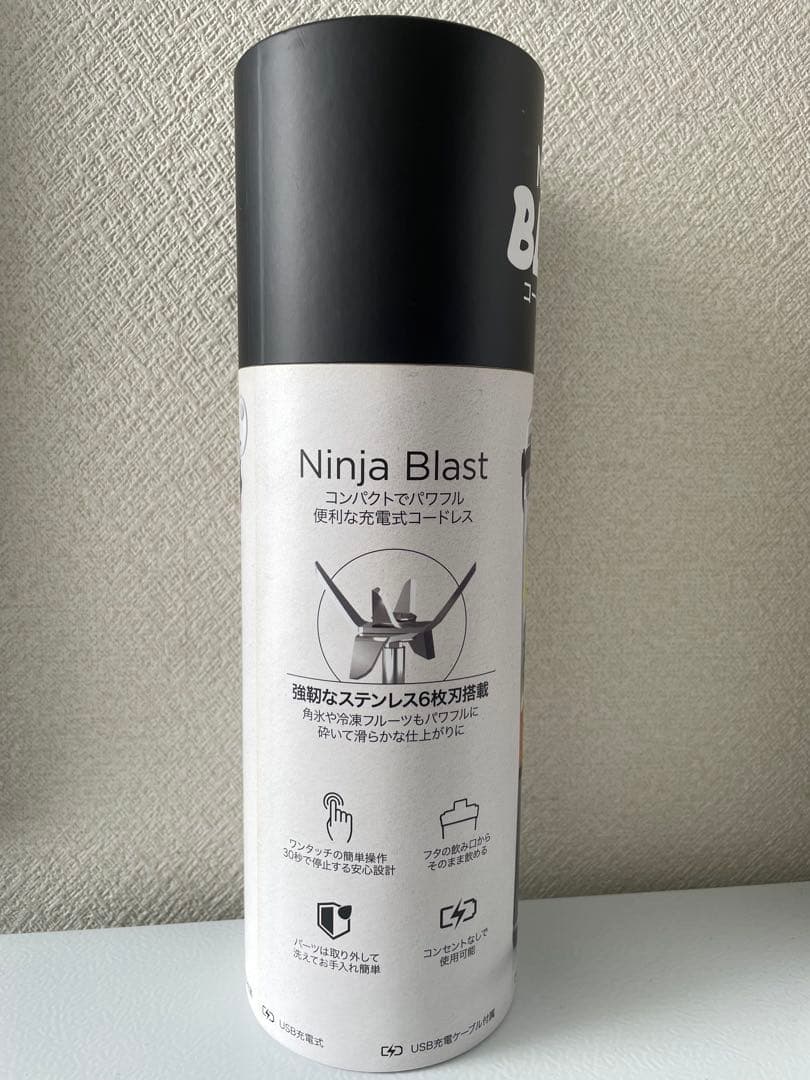 Ninja Blast
コンパクトでパワフル
便利な充電式コードレス
強靭なステンレス6枚刃搭載
角氷や冷凍フルーツもパワフルに
砕いて滑らかな仕上がりに
ワンタッチの簡単操作
30秒で停止する安心設計
フタの飲み口から
そのまま飲める
パーツは取り外して
洗えてお手入れ簡単
コンセントなしで
使用可能
USB充電式
USB充電ケーブル付属